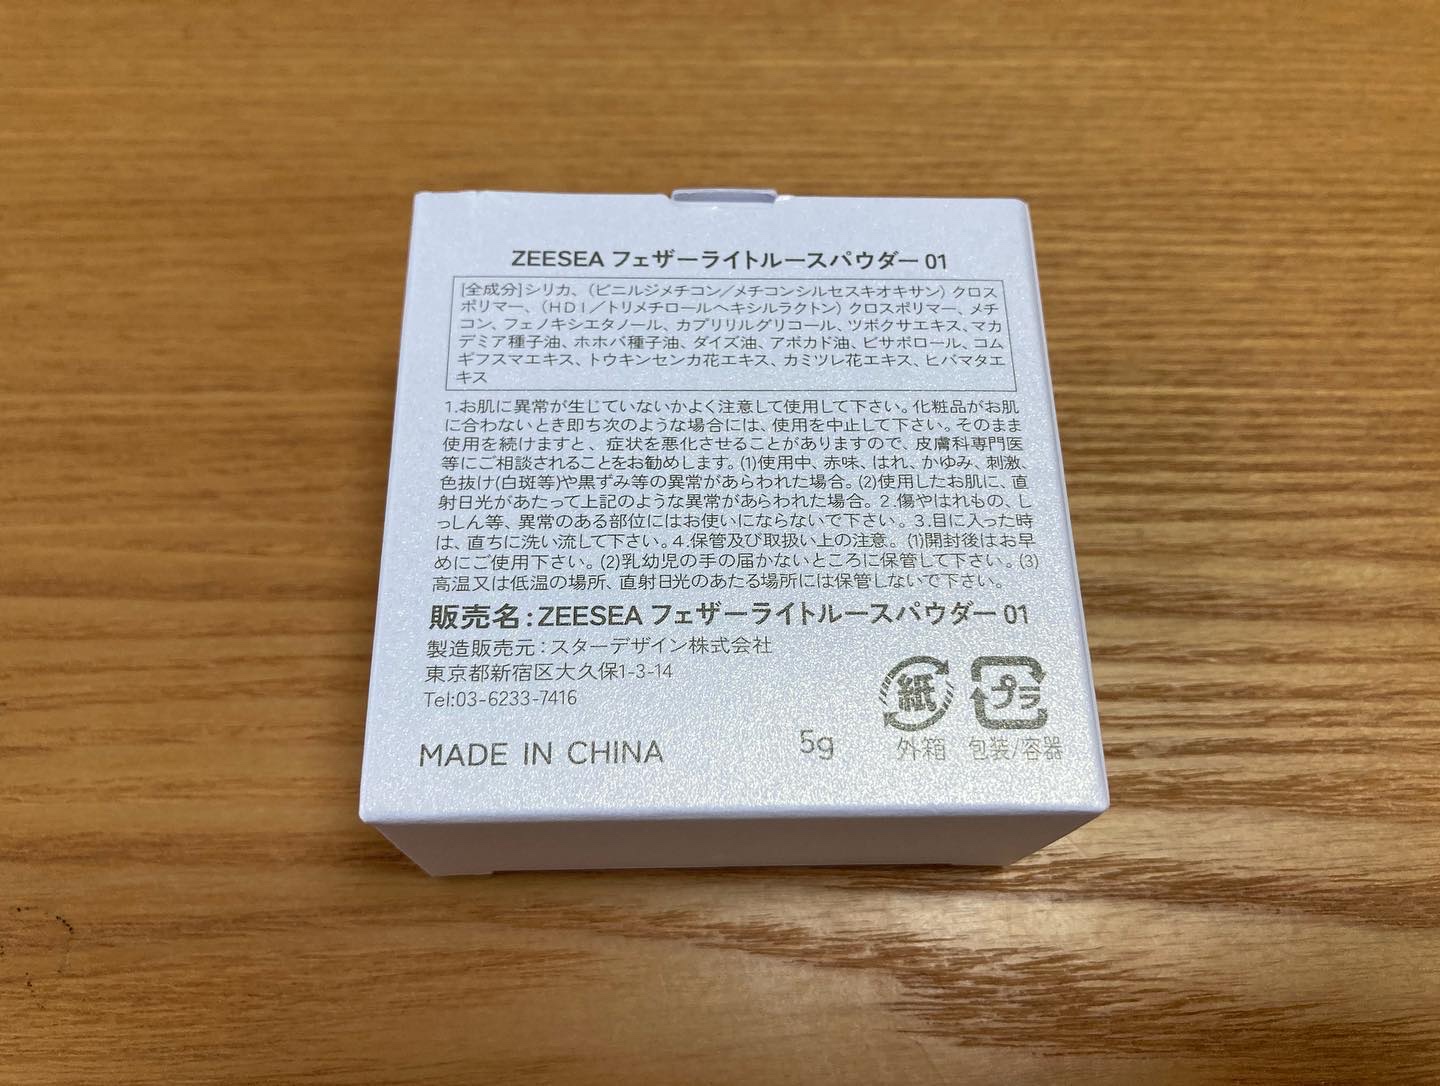 ZEESEA フェザーライトルースパウダー 01
[全成分]シリカ、(ビニルジメチコン/メチコンシルセスキオキサン)クロス
ポリマー、(HDI/トリメチロールヘキシルラクトン)クロスポリマー、メチ
コン、フェノキシエタノール、カプリリルグリコール、ツボクサエキス、マカ
デミア種子油、ホホバ種子油、ダイズ油、アボカド油、ビサボロール、コム
ギフスマエキス、トウキンセンカ花エキス、カミツレ花エキス、ヒバマタエ
キス
1.お肌に異常が生じていないかよく注意して使用して下さい。化粧品がお肌
に合わないとき即ち次のような場合には、使用を中止して下さい。そのまま
使用を続けますと、症状を悪化させることがありますので、皮膚科専門医
等にご相談されることをお勧めします。(1)使用中、赤味、はれ、かゆみ、刺激、
色抜け(白斑等)や黒ずみ等の異常があらわれた場合。(2)使用したお肌に、直
射日光があたって上記のような異常があらわれた場合。2.傷やはれもの、し
っしん等、異常のある部位にはお使いにならないで下さい。3.目に入った時
は、直ちに洗い流して下さい。4.保管及び取扱い上の注意。(1)開封後はお早
めにご使用下さい。(2)乳幼児の手の届かないところに保管して下さい。(3)
高温又は低温の場所、直射日光のあたる場所には保管しないで下さい。
販売名:ZEESEA フェザーライトルースパウダー 01
製造販売元:スターデザイン株式会社
東京都新宿区大久保1-3-14
Tel:03-6233-7416
紙 プラ
MADE IN CHINA 5g 外箱 包装/容器